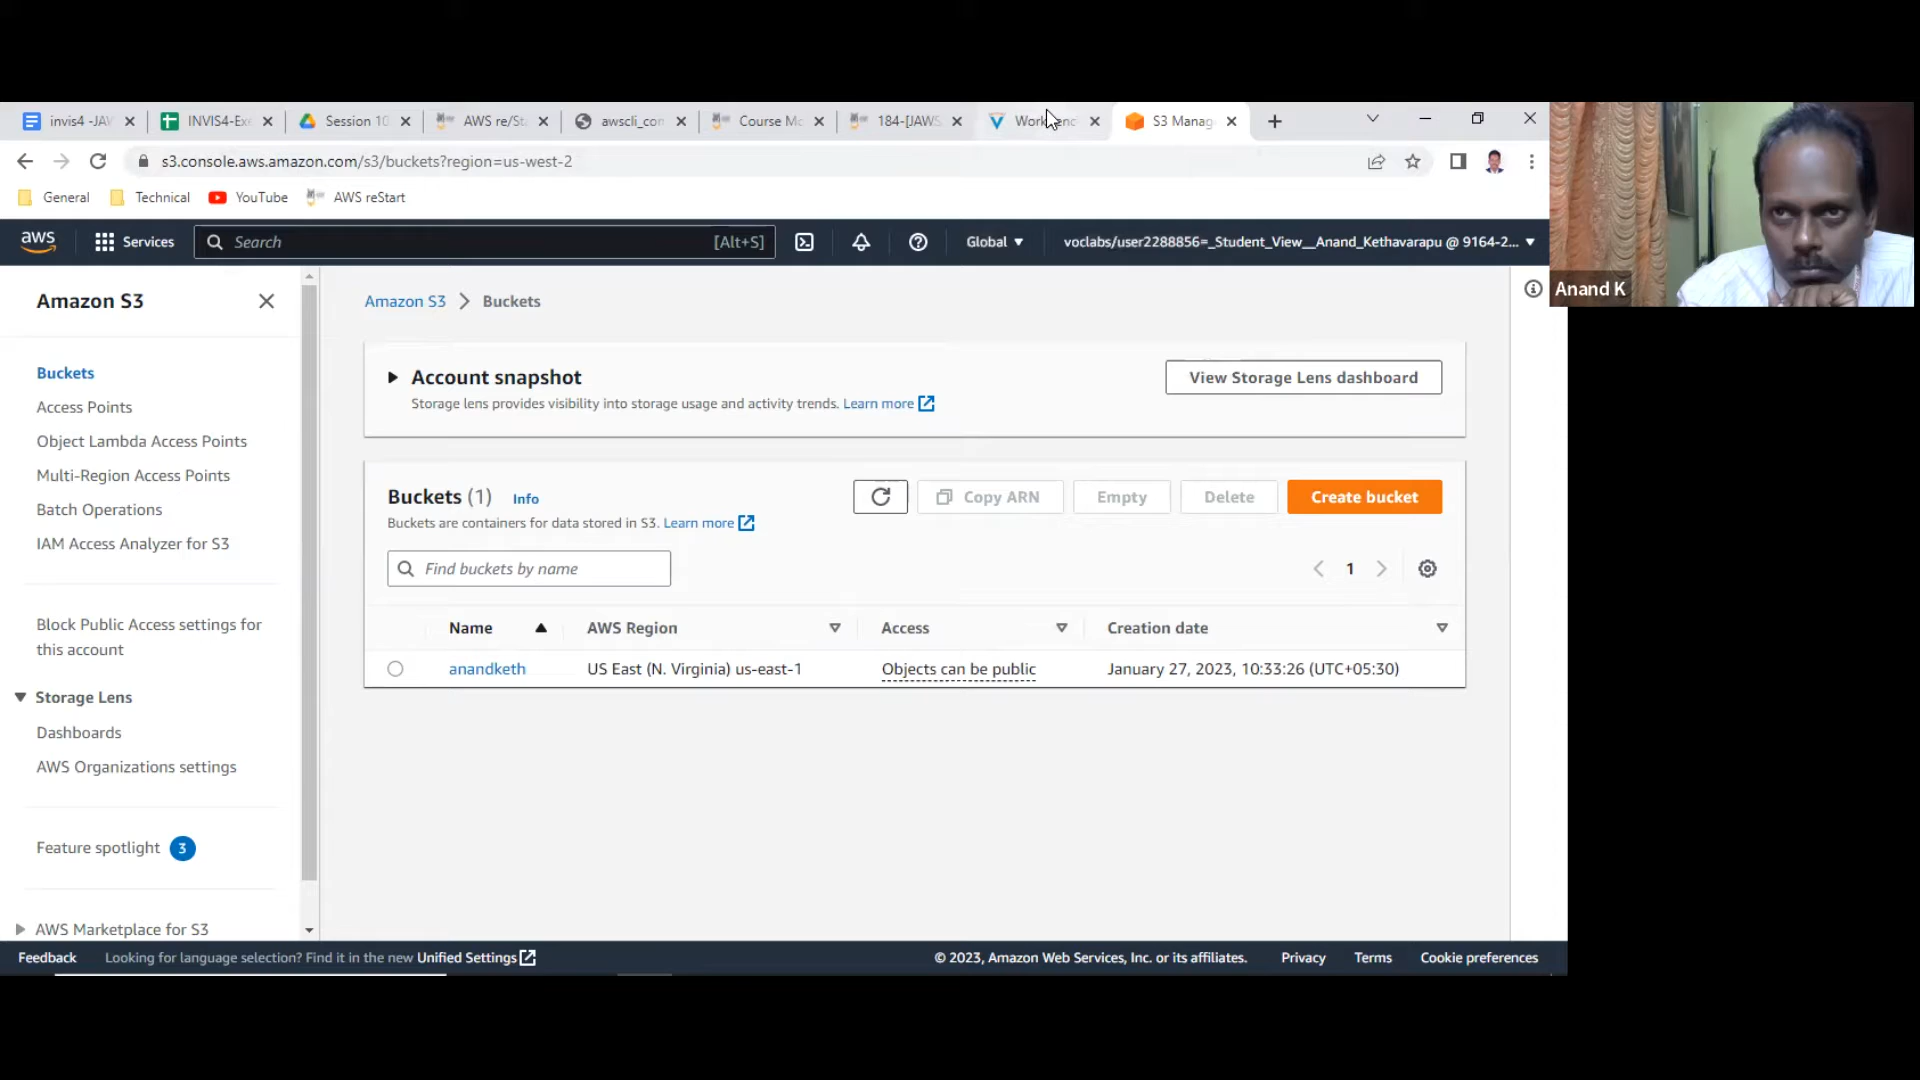 invis4 -JAV
INVIS4-Exe
Session 10
AWS re/Sta
awscli_con
Course Mo
184-[JAWS
S3 Manag
s3.console.aws.amazon.com/s3/buckets?region=us-west-2
General
Technical
YouTube
AWS reStart
aws
Services
Search
[Alt+S]
Global
voclabs/user2288856=_Student_View__Anand_Kethavarapu @ 9164-2...
Anand K
Amazon S3
Buckets
Access Points
Object Lambda Access Points
Multi-Region Access Points
Batch Operations
IAM Access Analyzer for S3
Block Public Access settings for
this account
Storage Lens
Dashboards
AWS Organizations settings
Feature spotlight 3
AWS Marketplace for S3
Amazon S3 > Buckets
Account snapshot
View Storage Lens dashboard
Storage lens provides visibility into storage usage and activity trends. Learn more
Buckets (1) Info
Copy ARN
Empty
Delete
Create bucket
Buckets are containers for data stored in S3. Learn more
Find buckets by name
1
Name
AWS Region
Access
Creation date
anandketh
US East (N. Virginia) us-east-1
Objects can be public
January 27, 2023, 10:33:26 (UTC+05:30)
Feedback
Looking for language selection? Find it in the new Unified Settings
© 2023, Amazon Web Services, Inc. or its affiliates.
Privacy
Terms
Cookie preferences